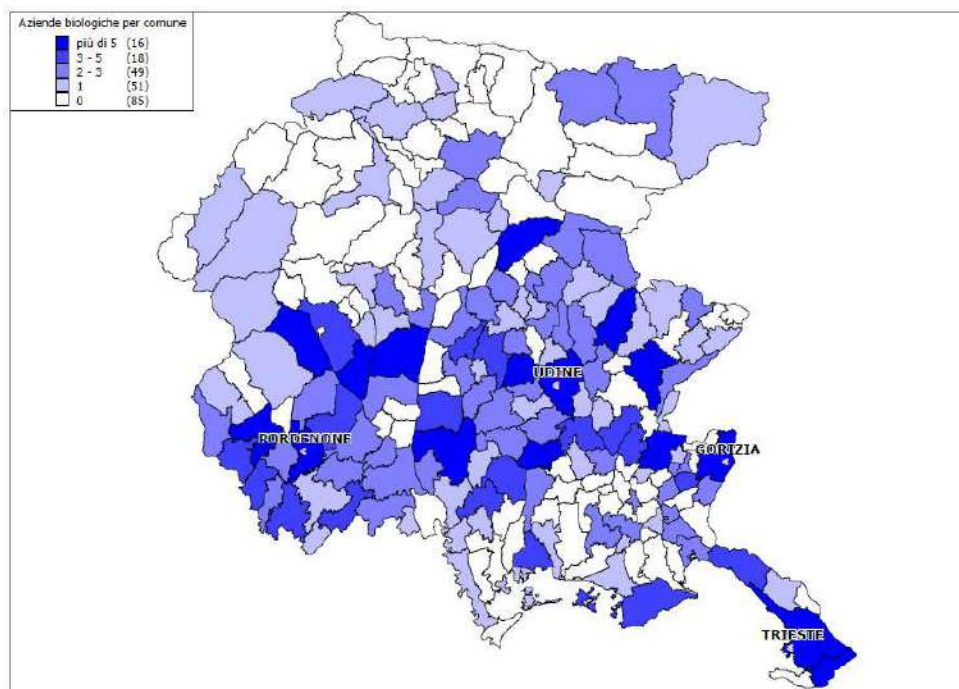 Aziende biologiche per comune
più di 5 (16)
3 - 5 (18)
2 - 3 (49)
1 (51)
0 (85)
UDINE
PORDENONE
GORIZIA
TRIESTE